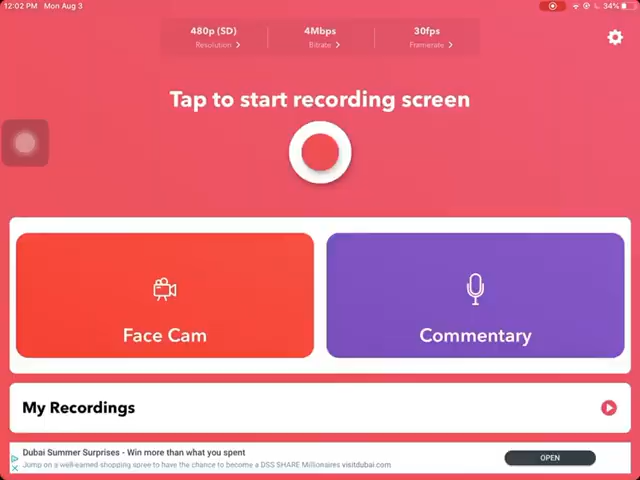 12:02 PM Mon Aug 3 34%
480p (SD) 4Mbps 30fps
Resolution > Bitrate > Framerate >
Tap to start recording screen
Face Cam Commentary
My Recordings
Dubai Summer Surprises - Win more than what you spent
Jump on a well-earned shopping spree to have the chance to become a DSS SHARE Millionaires visitdubai.com
OPEN